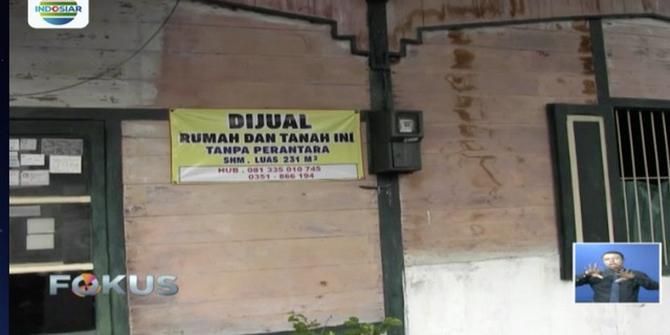 INDOSIAR
DIJUAL
RUMAH DAN TANAH INI
TANPA PERANTARA
SHM . LUAS 231 M²
HUB . 081 335 010 745
0351 - 866 194
FOKUS